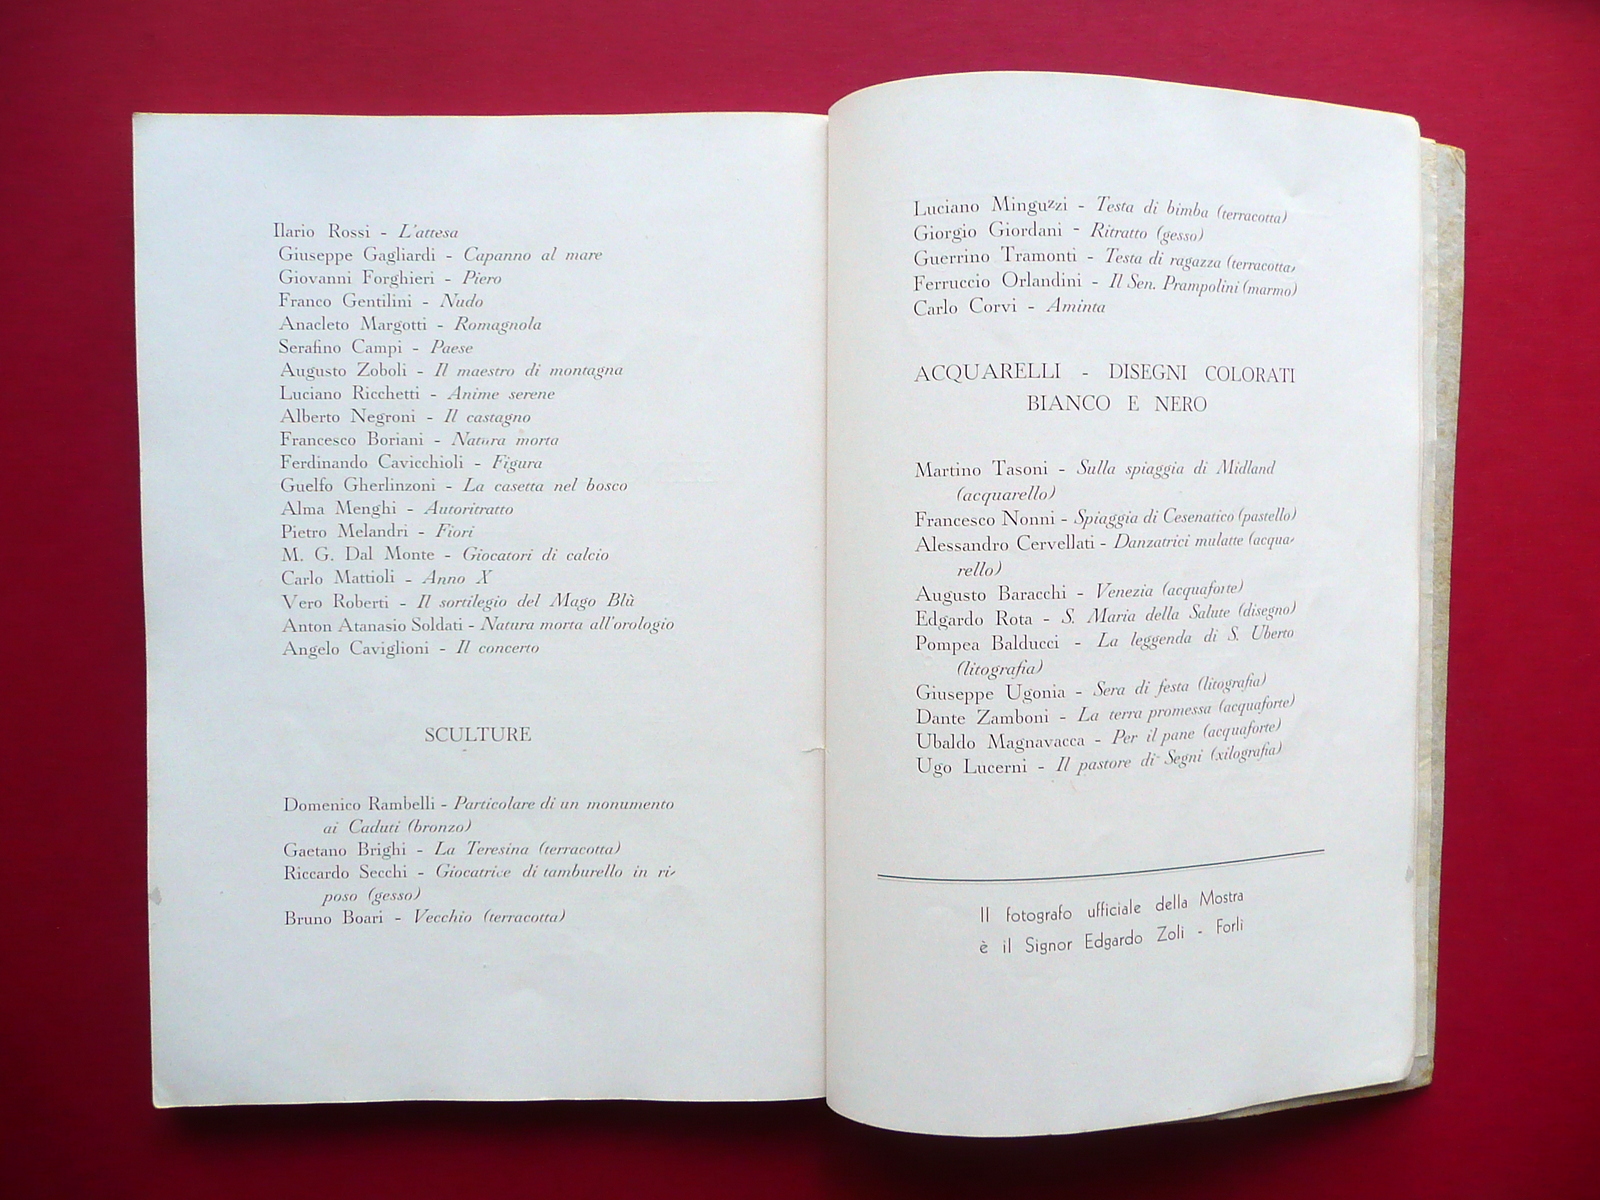 Ilario Rossi - L'attesa
Giuseppe Gagliardi - Capanno al mare
Giovanni Forghieri - Piero
Franco Gentilini - Nudo
Anacleto Margotti - Romagnola
Serafino Campi - Paese
Augusto Zoboli - Il maestro di montagna
Luciano Ricchetti - Anime serene
Alberto Negroni - Il castagno
Francesco Boriani - Natura morta
Ferdinando Cavicchioli - Figura
Guelfo Gherlinzoni - La casetta nel bosco
Alma Menghi - Autoritratto
Pietro Melandri - Fiori
M. G. Dal Monte - Giocatori di calcio
Carlo Mattioli - Anno X
Vero Roberti - Il sortilegio del Mago Blù
Anton Atanasio Soldati - Natura morta all'orologio
Angelo Caviglioni - Il concerto
SCULTURE
Domenico Rambelli - Particolare di un monumento
ai Caduti (bronzo)
Gaetano Brighi - La Teresina (terracotta)
Riccardo Secchi - Giocatrice di tamburello in ri-
poso (gesso)
Bruno Boari - Vecchio (terracotta)
Luciano Minguzzi - Testa di bimba (terracotta)
Giorgio Giordani - Ritratto (gesso)
Guerrino Tramonti - Testa di ragazza (terracotta,
Ferruccio Orlandini - Il Sen. Prampolini (marmo)
Carlo Corvi - Aminta
ACQUARELLI - DISEGNI COLORATI
BIANCO E NERO
Martino Tasoni - Sulla spiaggia di Midland
(acquarello)
Francesco Nonni - Spiaggia di Cesenatico (pastello)
Alessandro Cervellati - Danzatrici mulatte (acqua-
rello)
Augusto Baracchi - Venezia (acquaforte)
Edgardo Rota - S. Maria della Salute (disegno)
Pompea Balducci - La leggenda di S. Uberto
(litografia)
Giuseppe Ugonia - Sera di festa (litografia)
Dante Zamboni - La terra promessa (acquaforte)
Ubaldo Magnavacca - Per il pane (acquaforte)
Ugo Lucerni - Il pastore di Segni (xilografia)
Il fotografo ufficiale della Mostra
è il Signor Edgardo Zoli - Forlì